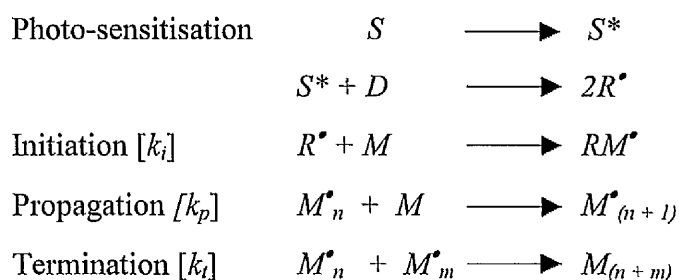 Photo-sensitisation S → S*
S* + D → 2R•
Initiation [kᵢ] R• + M → RM•
Propagation [kₚ] M•ₙ + M → M•₍ₙ ₊ ₁₎
Termination [kₜ] M•ₙ + M•ₘ → M₍ₙ ₊ ₘ₎